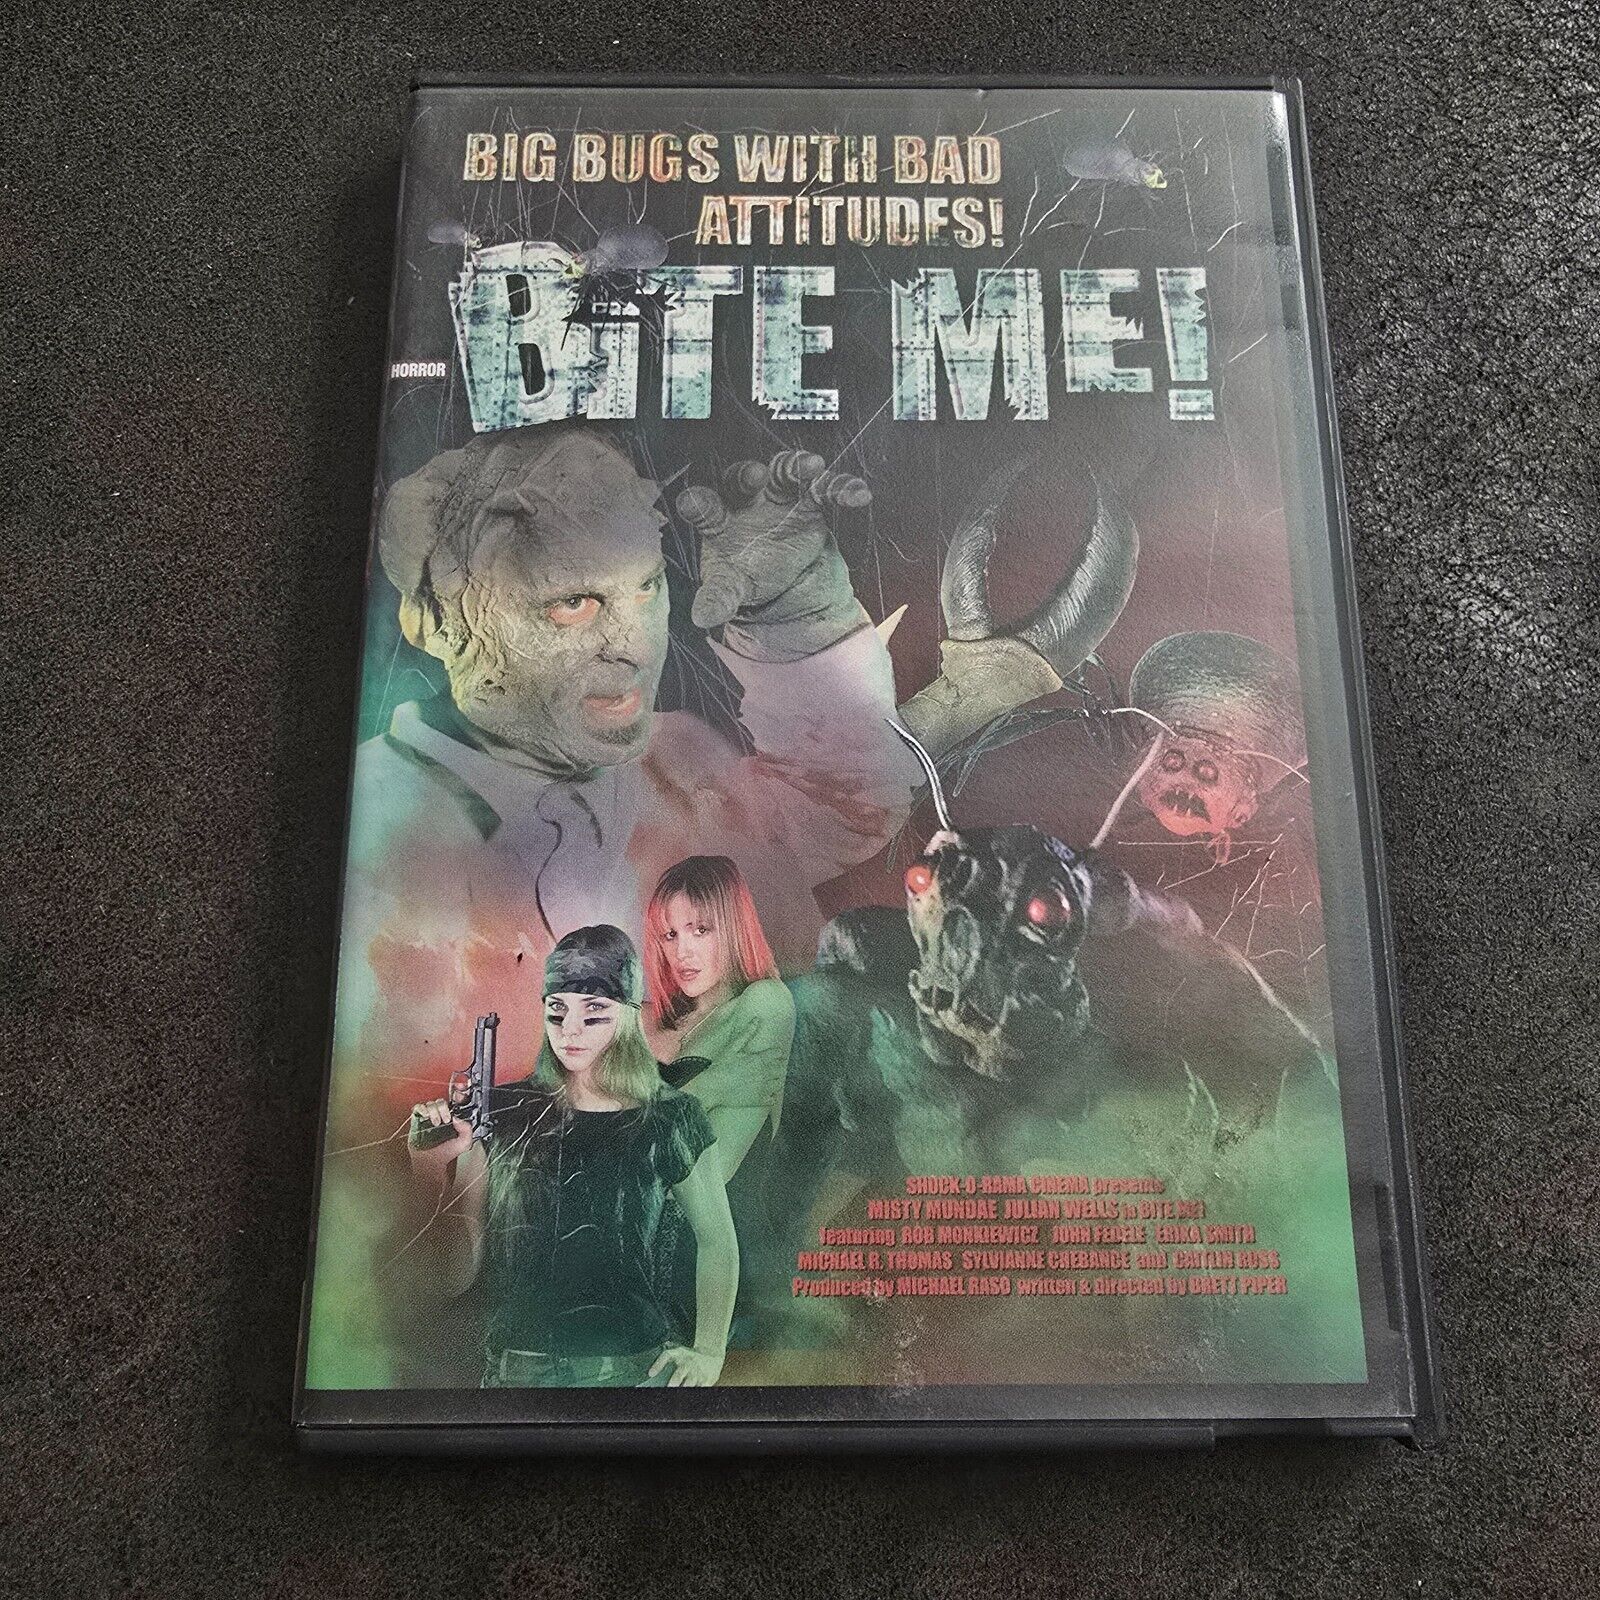 BIG BUGS WITH BAD
ATTITUDES!
BITE ME!
HORROR
SHOCK-O-RAMA CINEMA presents
MISTY MUNDAE JULIAN WELLS in BITE ME!
featuring ROB MONKIEWICZ JOHN FEDELE ERIKA SMITH
MICHAEL R. THOMAS SYLVIANNE CHEBANCE and CAITLIN ROSS
Produced by MICHAEL RASO written & directed by BRETT PIPER